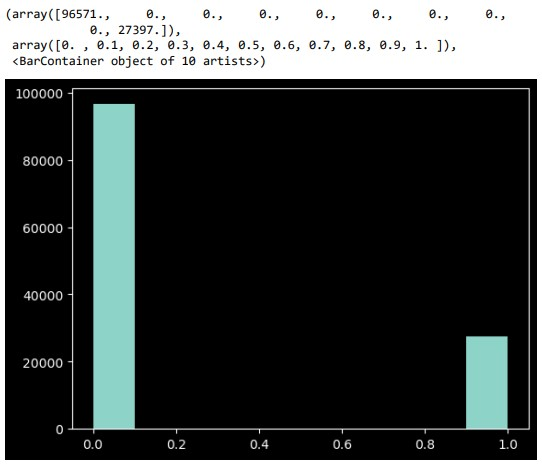 (array([96571., 0., 0., 0., 0., 0., 0., 0.,
0., 27397.]),
array([0. , 0.1, 0.2, 0.3, 0.4, 0.5, 0.6, 0.7, 0.8, 0.9, 1. ]),
<BarContainer object of 10 artists>)
100000
80000
60000
40000
20000
0
0.0 0.2 0.4 0.6 0.8 1.0